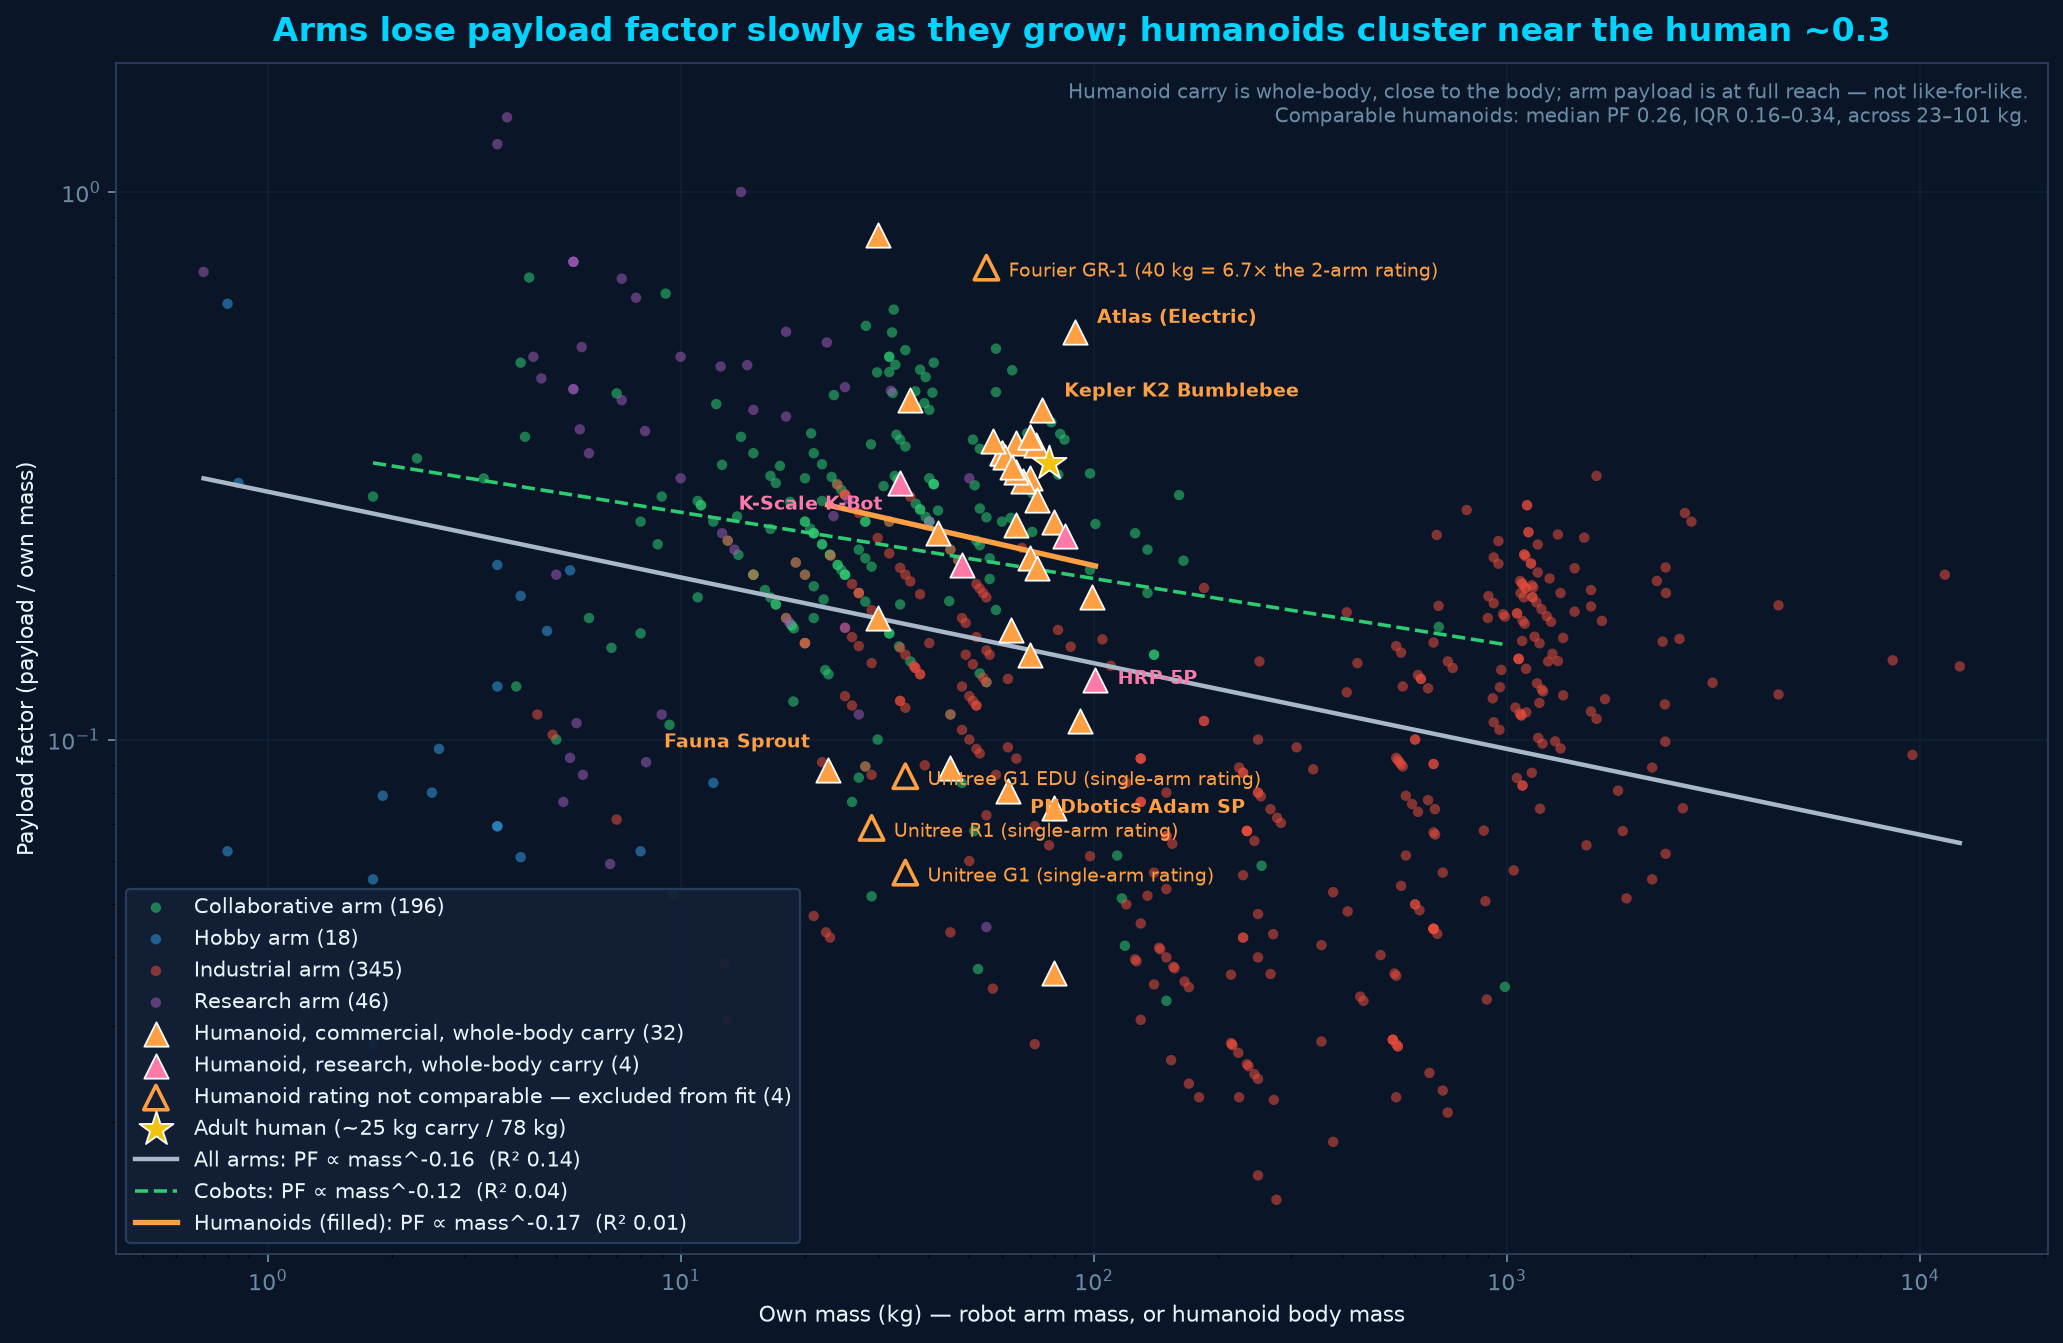 Arms lose payload factor slowly as they grow; humanoids cluster near the human ~0.3
Humanoid carry is whole-body, close to the body; arm payload is at full reach — not like-for-like.
Comparable humanoids: median PF 0.26, IQR 0.16–0.34, across 23–101 kg.
10⁰
Fourier GR-1 (40 kg = 6.7× the 2-arm rating)
Atlas (Electric)
Kepler K2 Bumblebee
K-Scale K-Bot
HRP-5P
10⁻¹
Fauna Sprout
Unitree G1 EDU (single-arm rating)
PNDbotics Adam SP
Unitree R1 (single-arm rating)
Unitree G1 (single-arm rating)
Payload factor (payload / own mass)
Collaborative arm (196)
Hobby arm (18)
Industrial arm (345)
Research arm (46)
Humanoid, commercial, whole-body carry (32)
Humanoid, research, whole-body carry (4)
Humanoid rating not comparable — excluded from fit (4)
Adult human (~25 kg carry / 78 kg)
All arms: PF ∝ mass^-0.16 (R² 0.14)
Cobots: PF ∝ mass^-0.12 (R² 0.04)
Humanoids (filled): PF ∝ mass^-0.17 (R² 0.01)
10⁰ 10¹ 10² 10³ 10⁴
Own mass (kg) — robot arm mass, or humanoid body mass